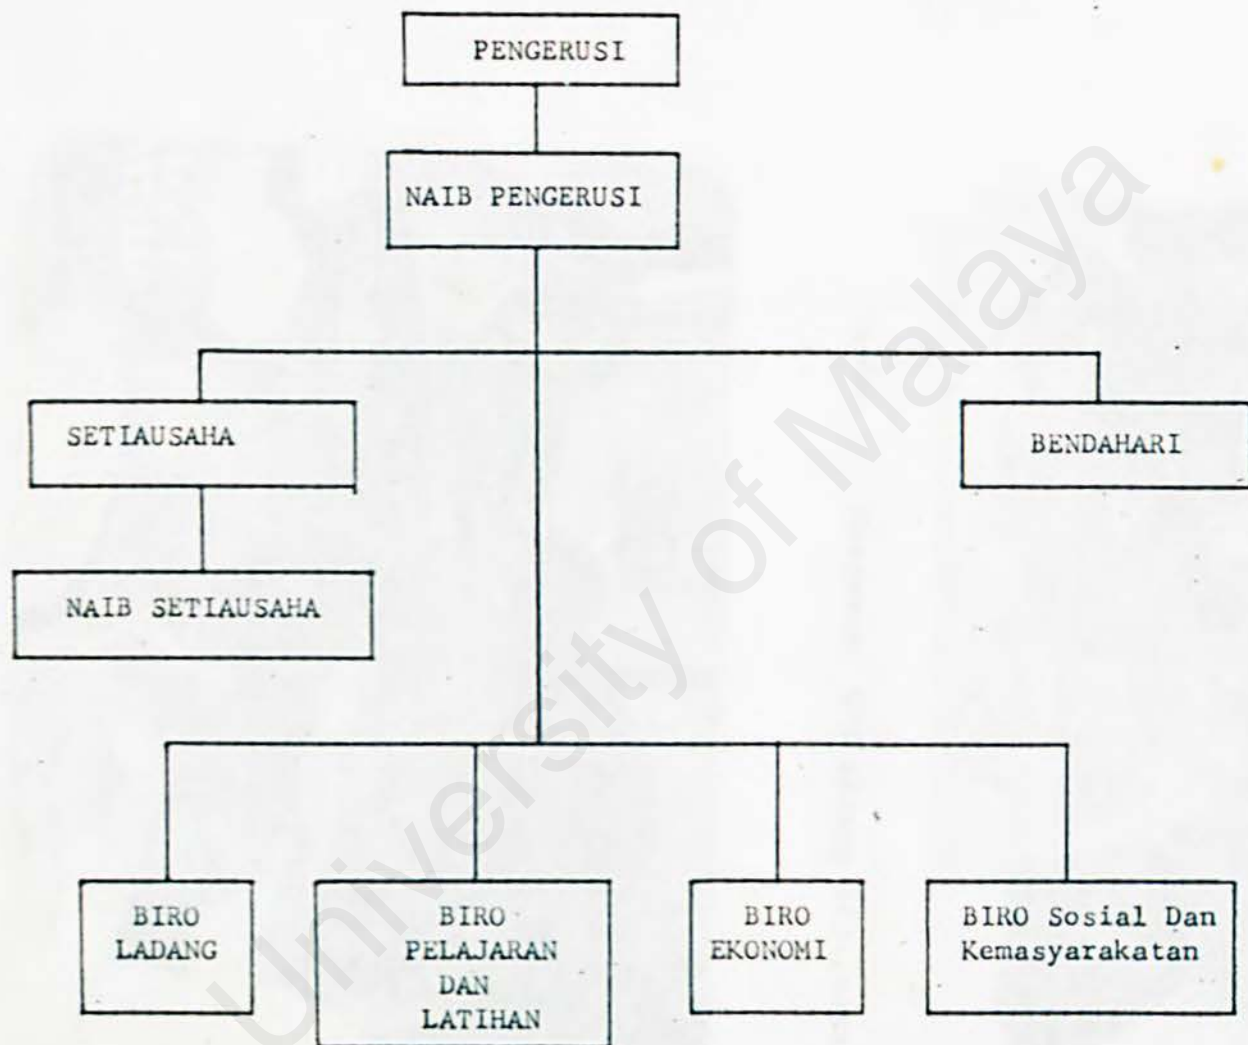 PENGERUSI
NAIB PENGERUSI
SETIAUSAHA
BENDAHARI
NAIB SETIAUSAHA
BIRO
LADANG
BIRO
PELAJARAN
DAN
LATIHAN
BIRO
EKONOMI
BIRO Sosial Dan
Kemasyarakatan
University of Malaya